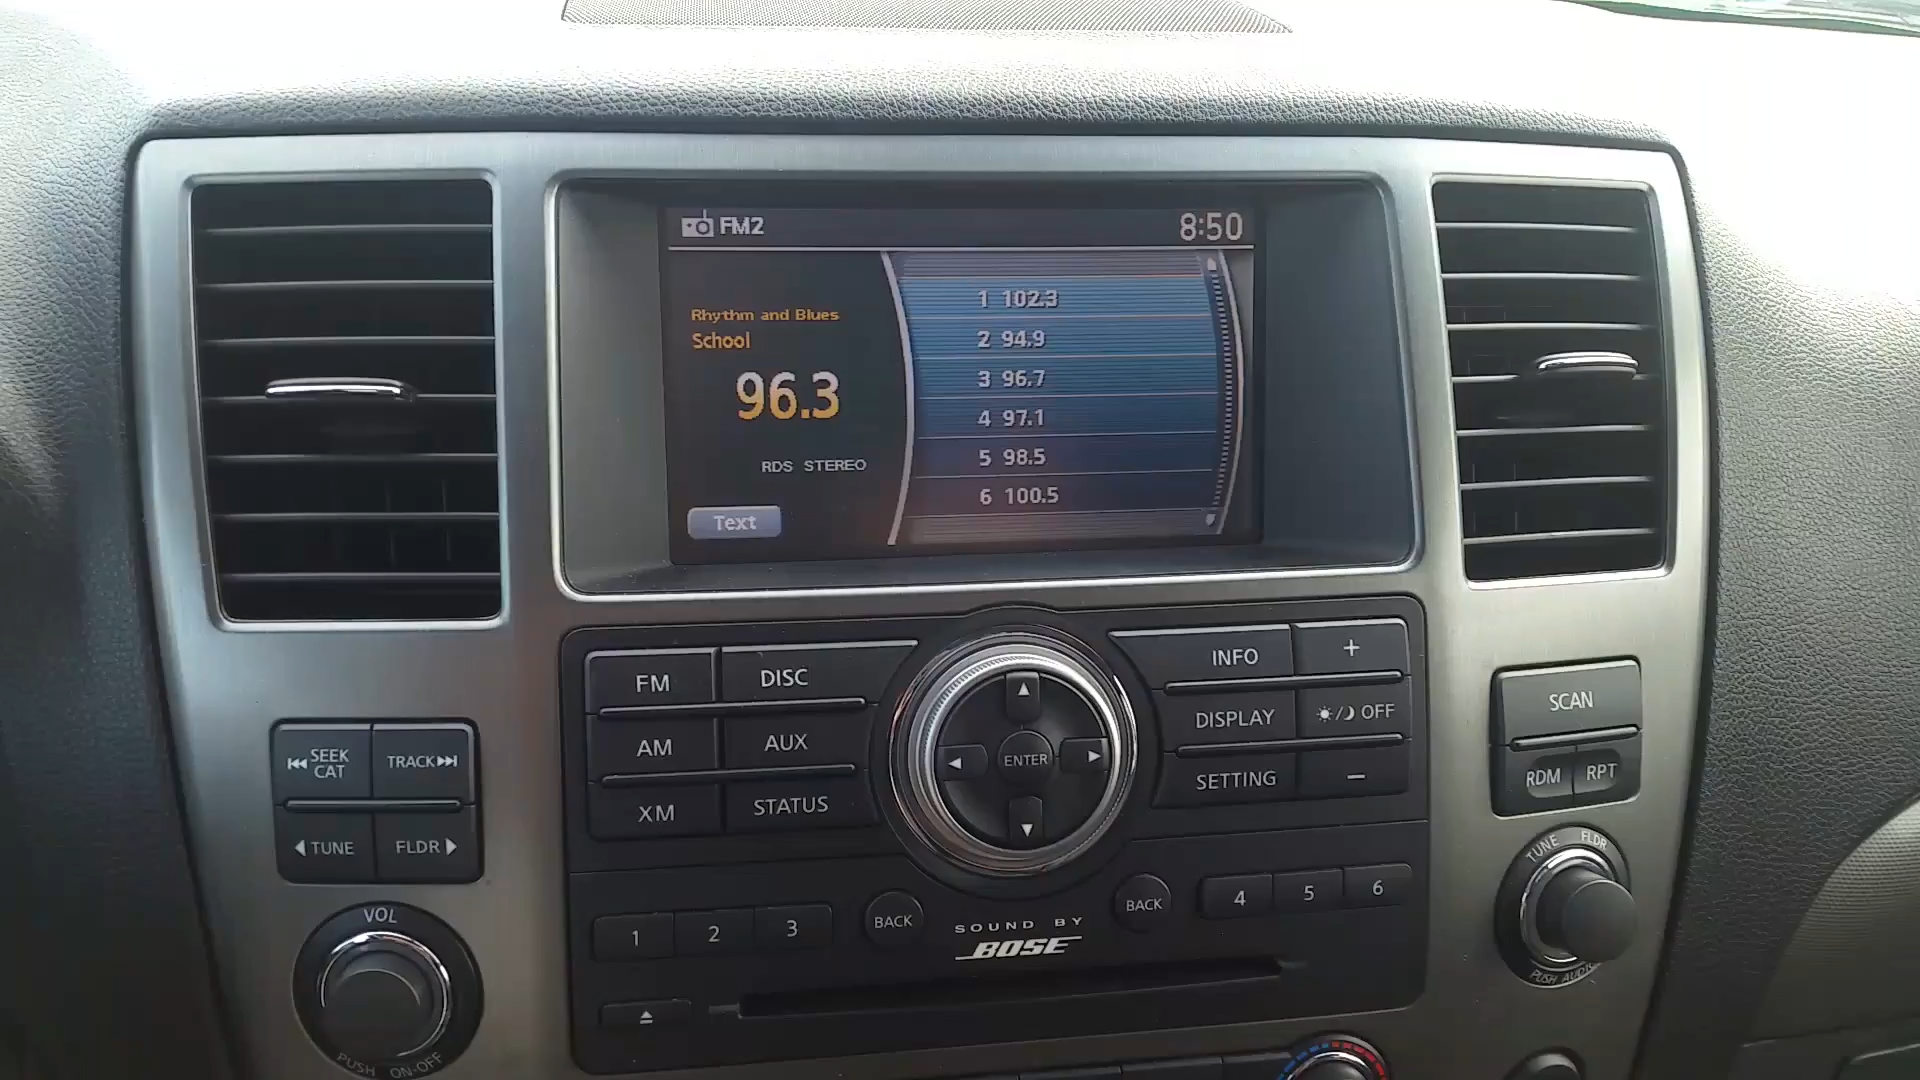 FM2 8:50
Rhythm and Blues
School
96.3
RDS STEREO
Text
1 102.3
2 94.9
3 96.7
4 97.1
5 98.5
6 100.5
FM DISC
AM AUX
XM STATUS
ENTER
INFO +
DISPLAY / OFF
SETTING −
SEEK
CAT
TRACK
TUNE FLDR
VOL
PUSH ON-OFF
SCAN
RDM RPT
TUNE FLDR
PUSH AUDIO
1 2 3 BACK
SOUND BY
BOSE
BACK 4 5 6